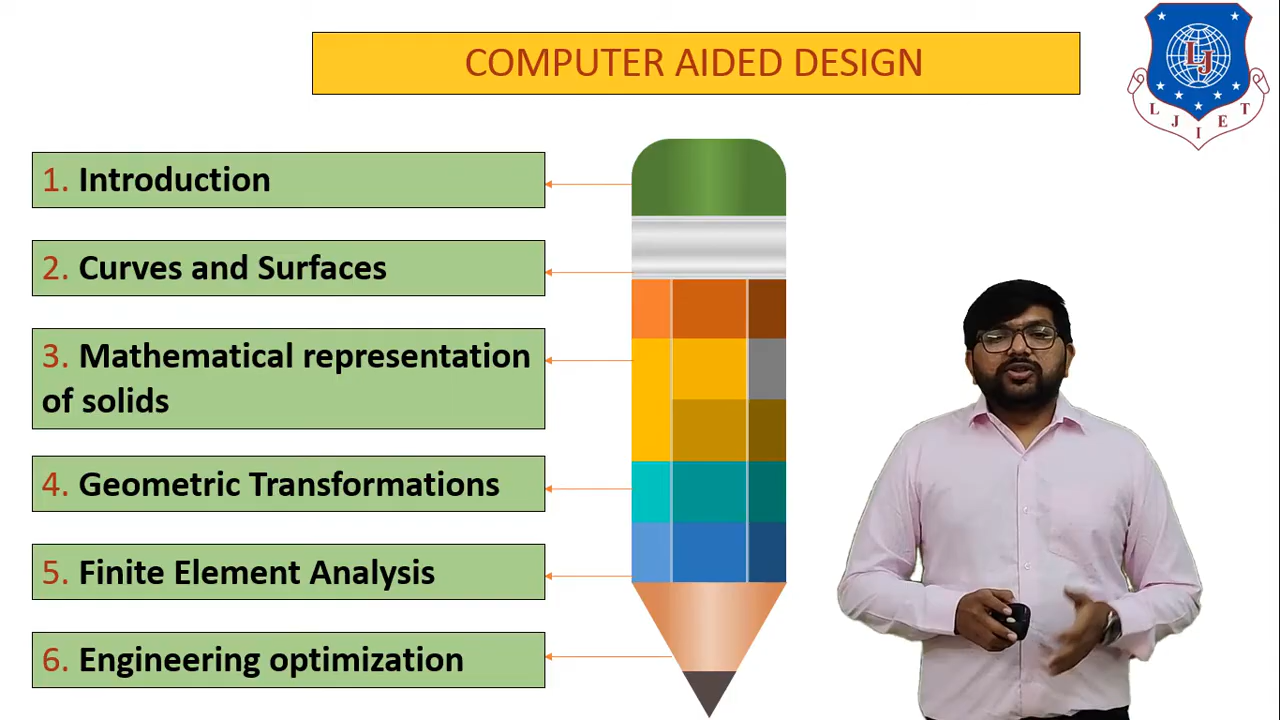 COMPUTER AIDED DESIGN
LJ
L J I E T
1. Introduction
2. Curves and Surfaces
3. Mathematical representation
of solids
4. Geometric Transformations
5. Finite Element Analysis
6. Engineering optimization